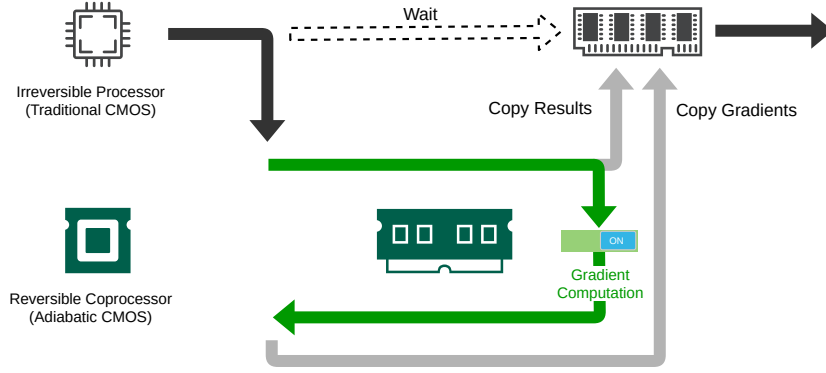 Wait
Irreversible Processor
(Traditional CMOS)
Copy Results
Copy Gradients
ON
Gradient
Computation
Reversible Coprocessor
(Adiabatic CMOS)